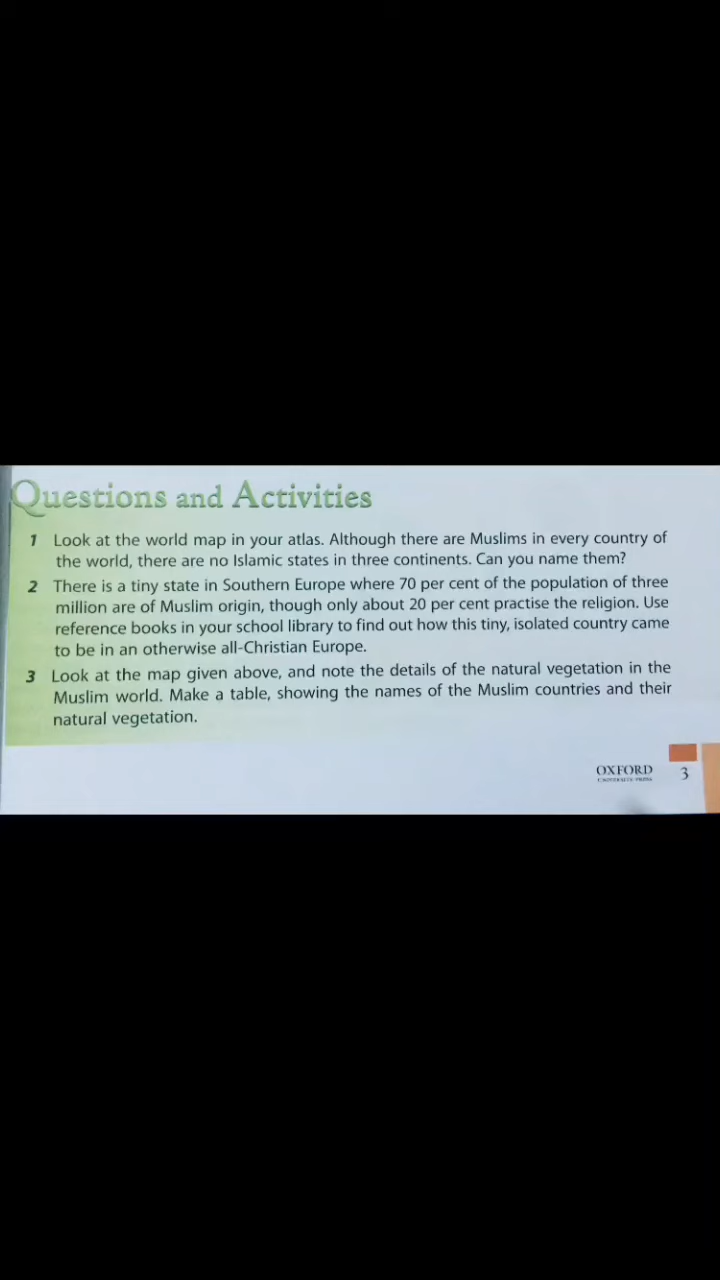 Questions and Activities
1 Look at the world map in your atlas. Although there are Muslims in every country of
the world, there are no Islamic states in three continents. Can you name them?
2 There is a tiny state in Southern Europe where 70 per cent of the population of three
million are of Muslim origin, though only about 20 per cent practise the religion. Use
reference books in your school library to find out how this tiny, isolated country came
to be in an otherwise all-Christian Europe.
3 Look at the map given above, and note the details of the natural vegetation in the
Muslim world. Make a table, showing the names of the Muslim countries and their
natural vegetation.
OXFORD 3
UNIVERSITY PRESS